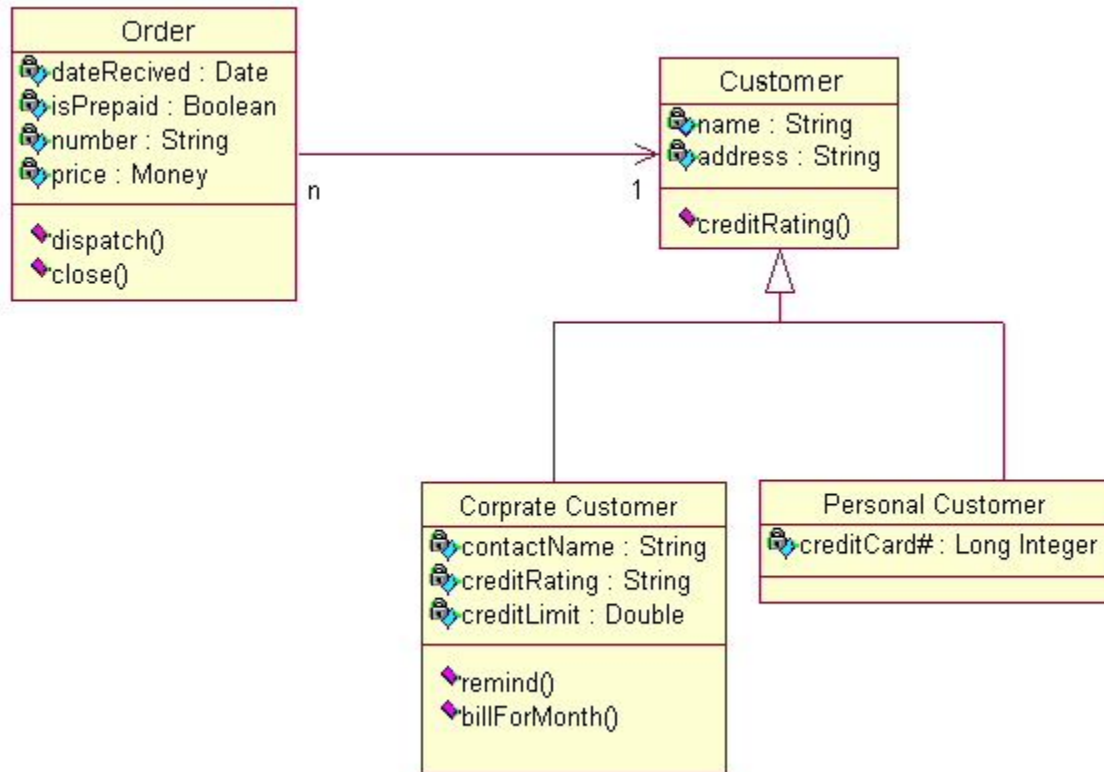 Order
dateRecived : Date
isPrepaid : Boolean
number : String
price : Money
dispatch()
close()
n
1
Customer
name : String
address : String
creditRating()
Corprate Customer
contactName : String
creditRating : String
creditLimit : Double
remind()
billForMonth()
Personal Customer
creditCard# : Long Integer